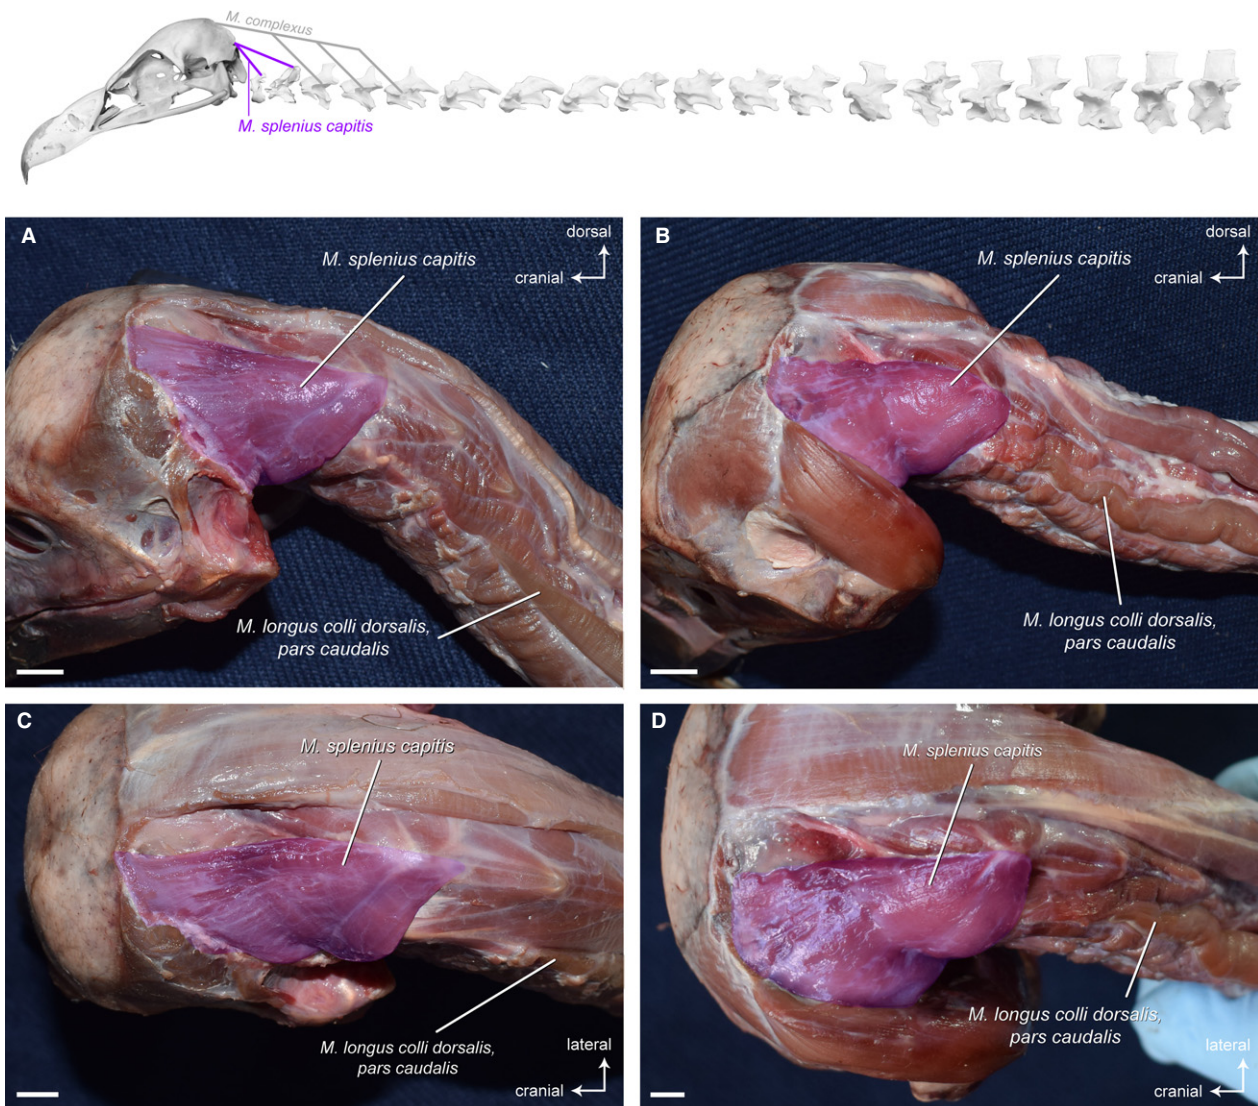 M. complexus
M. splenius capitis
A
dorsal
cranial
M. splenius capitis
M. longus colli dorsalis,
pars caudalis
B
dorsal
cranial
M. splenius capitis
M. longus colli dorsalis,
pars caudalis
C
M. splenius capitis
M. longus colli dorsalis,
pars caudalis
lateral
cranial
D
M. splenius capitis
M. longus colli dorsalis,
pars caudalis
lateral
cranial